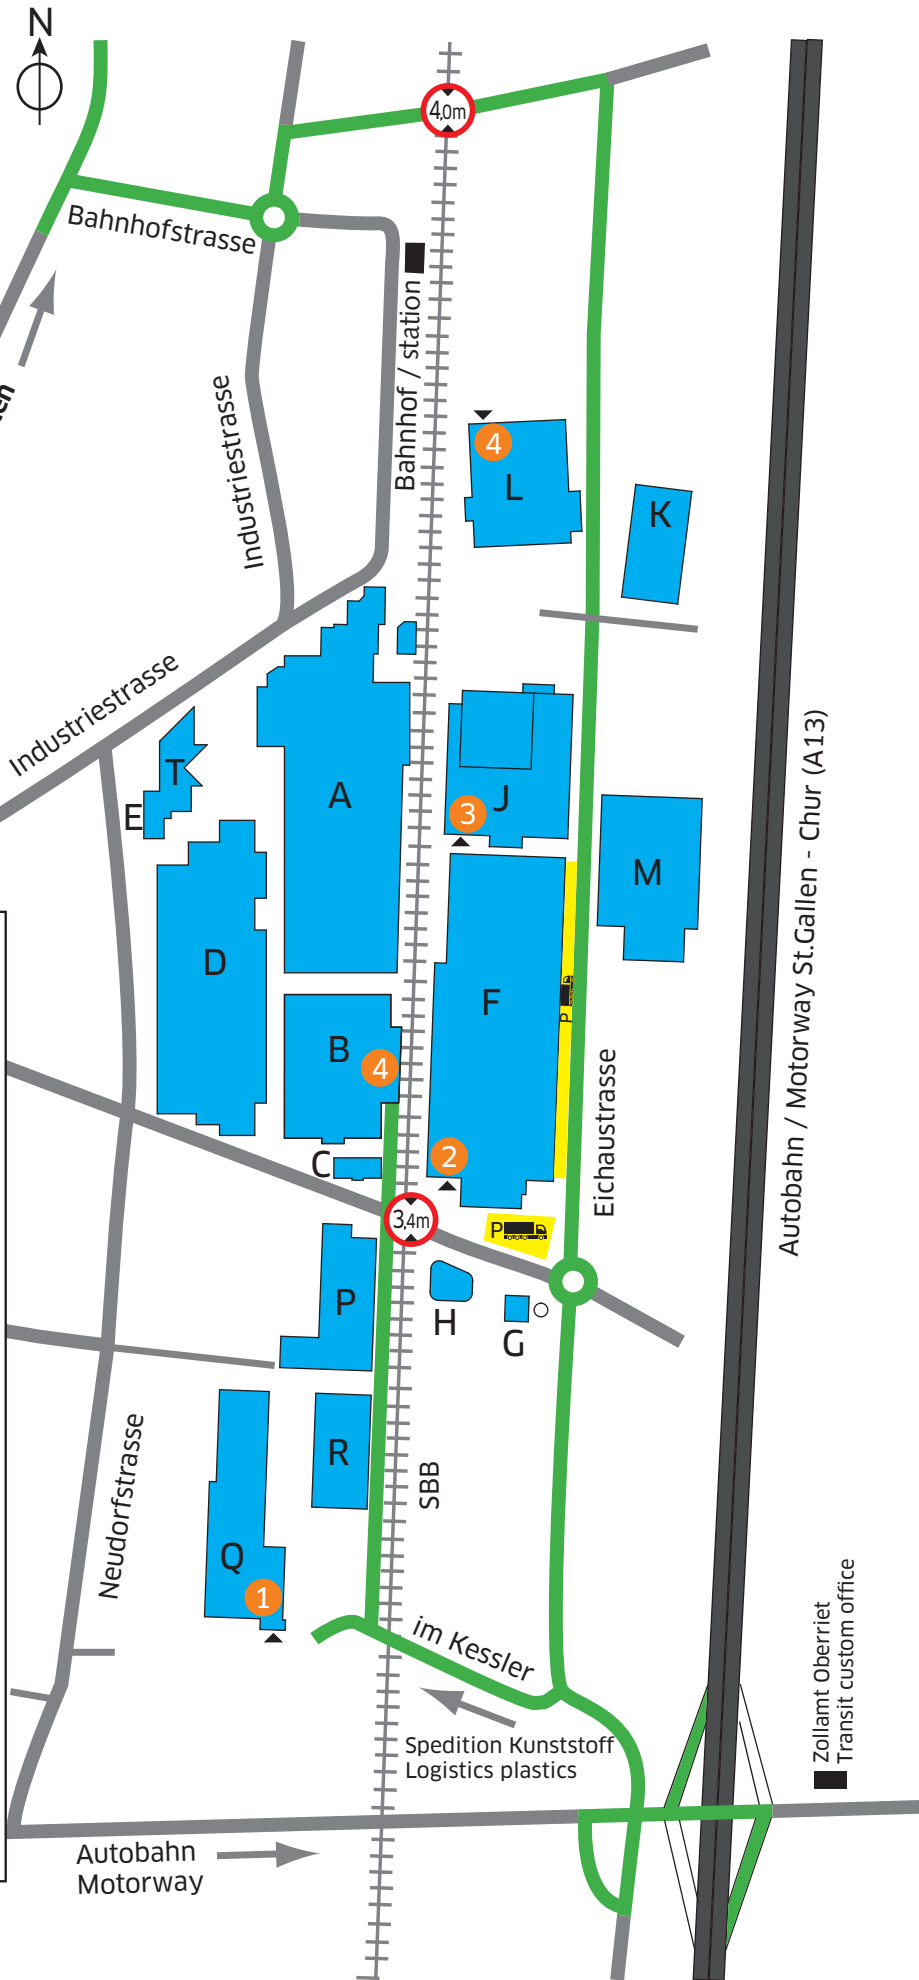 N
4,0m
Bahnhofstrasse
Bahnhof / station
Industriestrasse
4
L
K
Industriestrasse
T
E
A
J
3
M
D
F
B
4
P
Autobahn / Motorway St.Gallen - Chur (A13)
Eichaustrasse
C
2
3,4m
P
P
H
G
R
SBB
Neudorfstrasse
Q
1
im Kessler
Spedition Kunststoff
Logistics plastics
Zollamt Oberriet
Transit custom office
Autobahn
Motorway